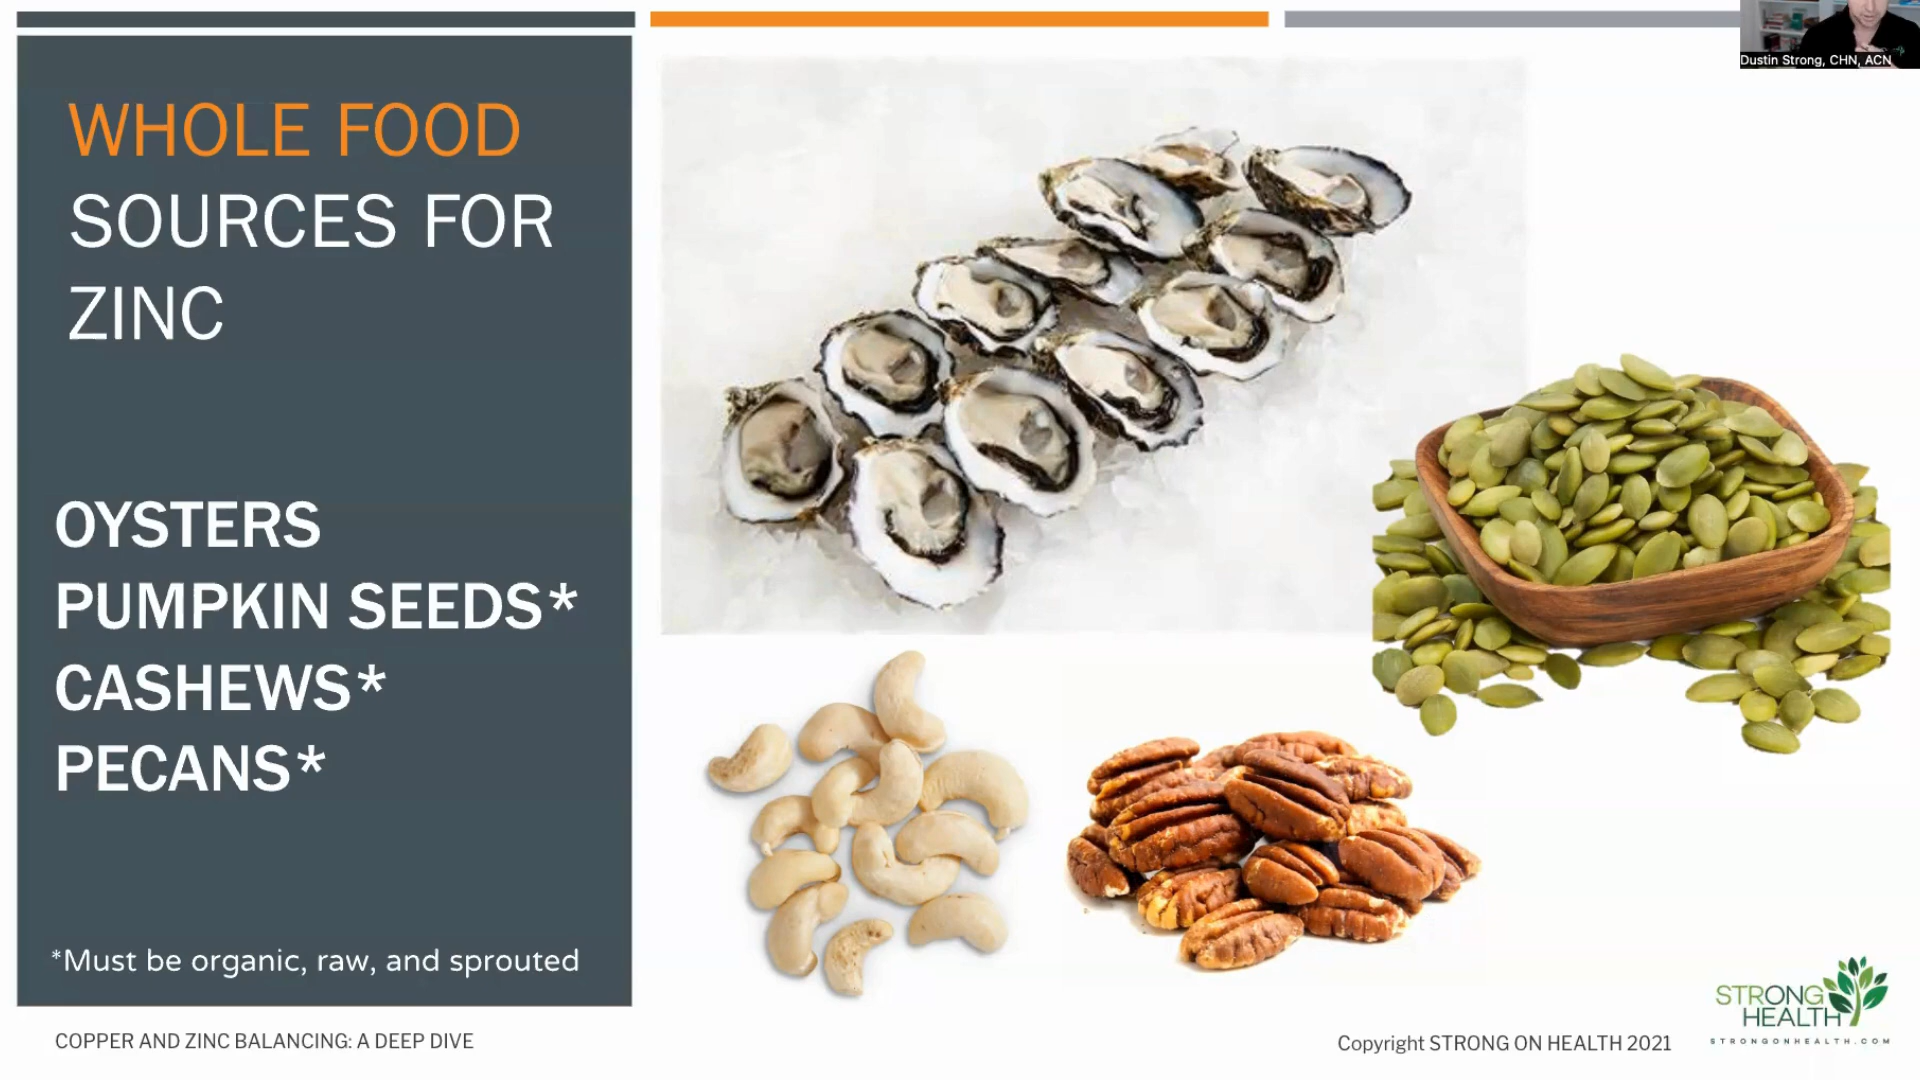 Dustin Strong, CHN, ACN
WHOLE FOOD
SOURCES FOR
ZINC
OYSTERS
PUMPKIN SEEDS*
CASHEWS*
PECANS*
*Must be organic, raw, and sprouted
COPPER AND ZINC BALANCING: A DEEP DIVE
Copyright STRONG ON HEALTH 2021
STRONG
HEALTH
STRONGONHEALTH.COM